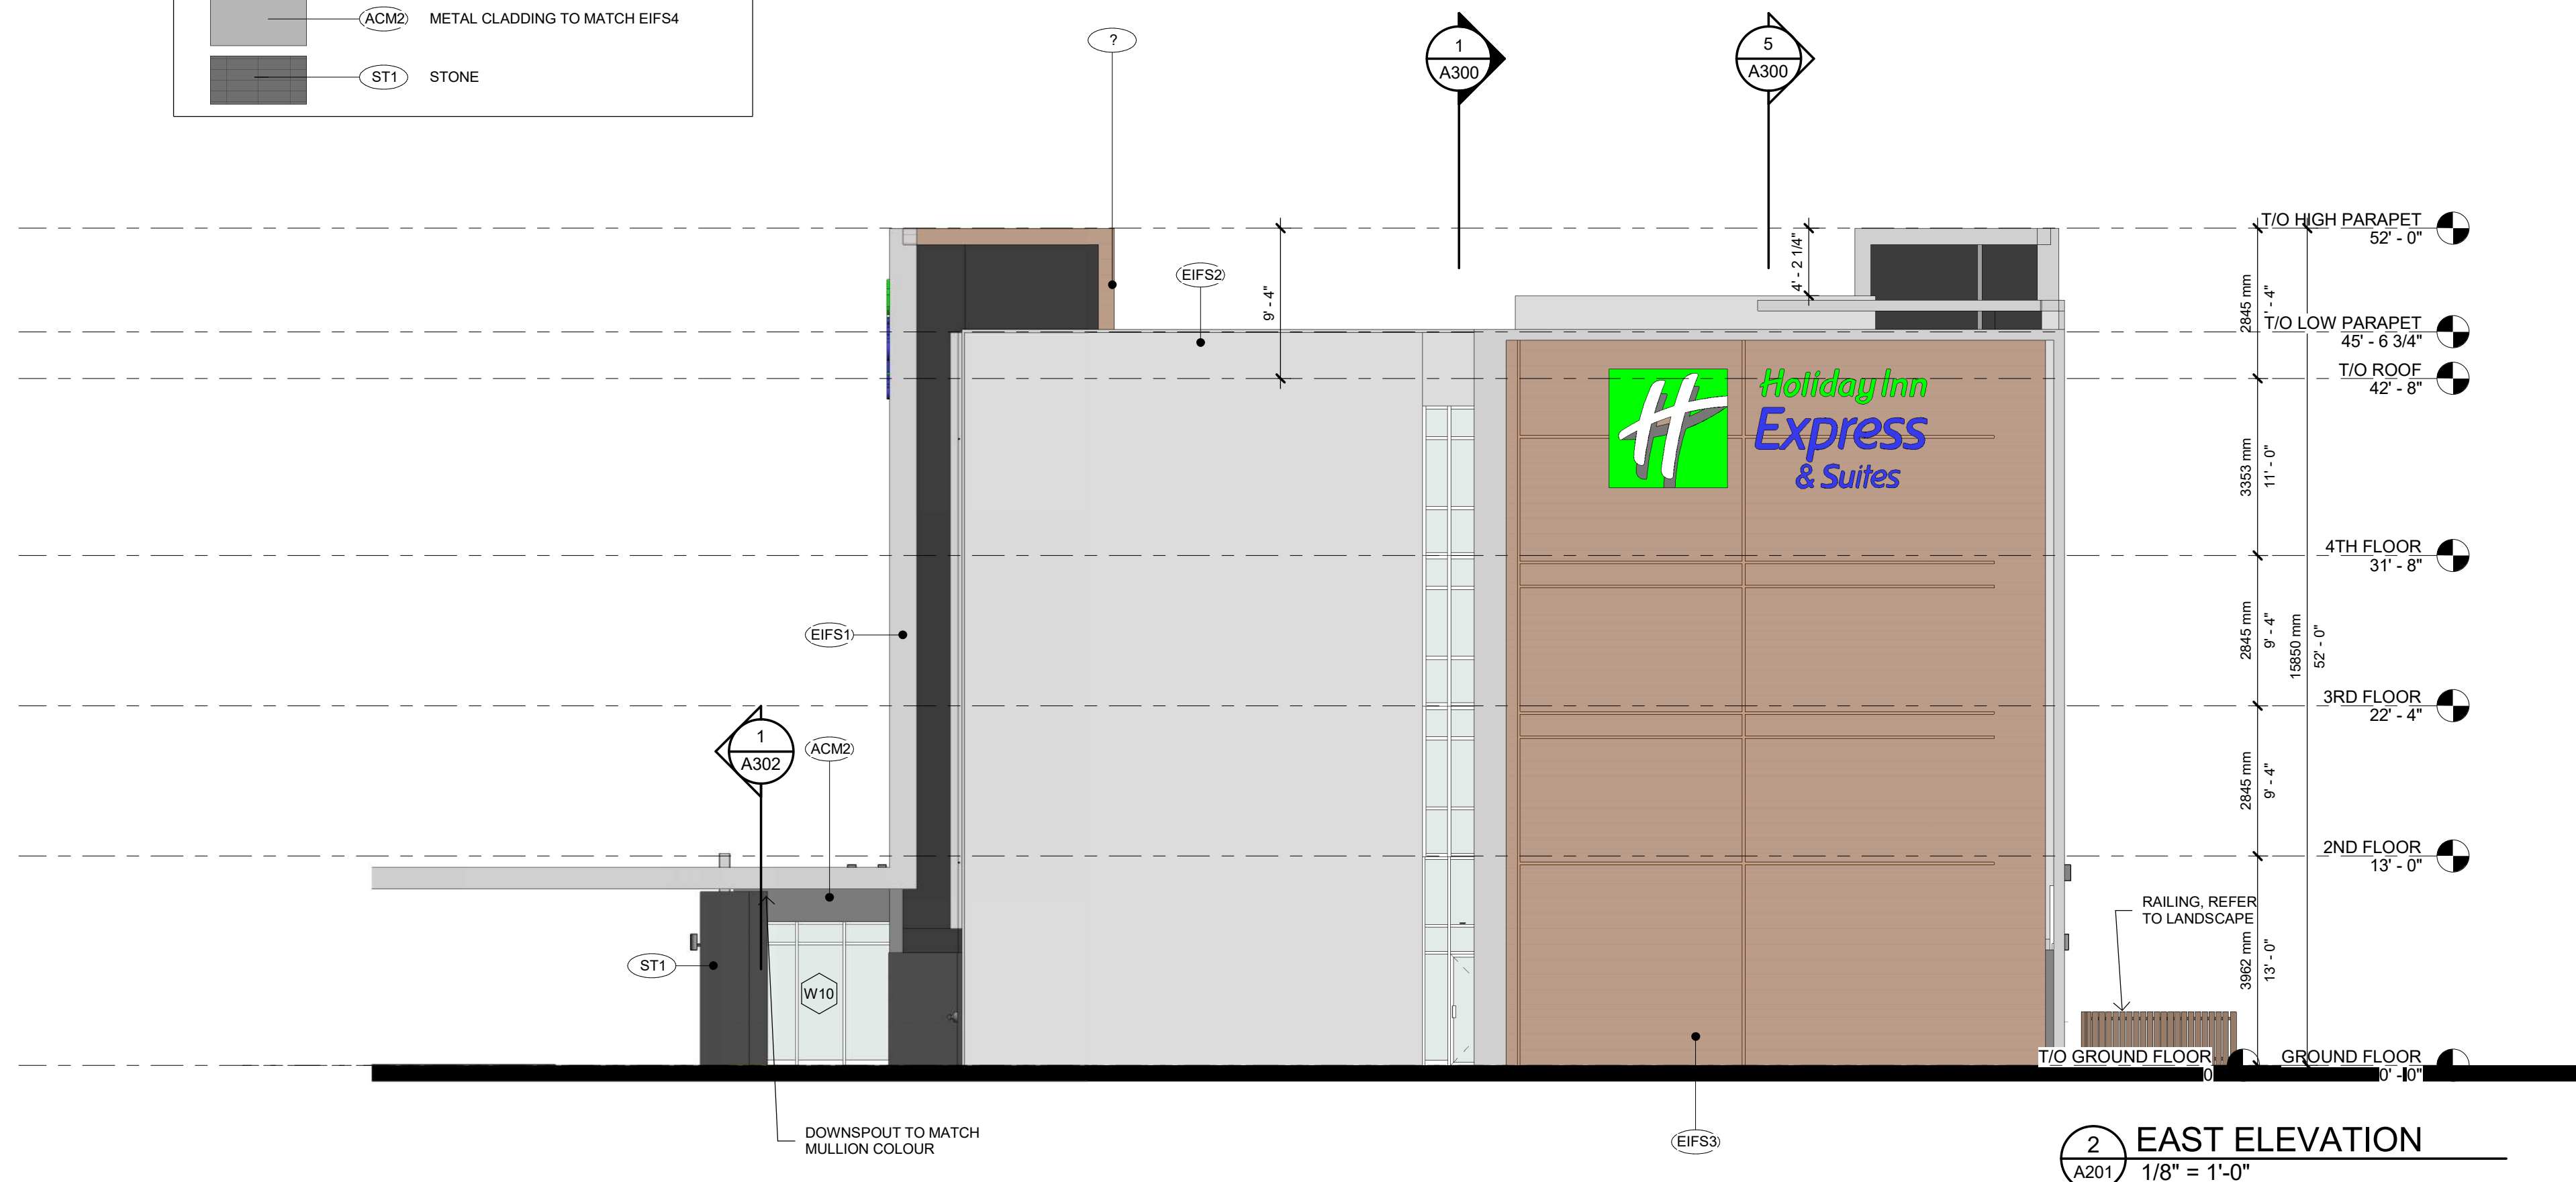 ACM2 METAL CLADDING TO MATCH EIFS4
ST1 STONE
?
1
A300
5
A300
T/O HIGH PARAPET
52' - 0"
EIFS2
9' - 4"
4' - 2 1/4"
2845 mm
' - 4"
T/O LOW PARAPET
45' - 6 3/4"
T/O ROOF
42' - 8"
Holiday Inn
Express
& Suites
3353 mm
11' - 0"
4TH FLOOR
31' - 8"
EIFS1
2845 mm
9' - 4"
15850 mm
52' - 0"
3RD FLOOR
22' - 4"
1
A302
ACM2
2845 mm
9' - 4"
2ND FLOOR
13' - 0"
RAILING, REFER
TO LANDSCAPE
ST1
W10
3962 mm
13' - 0"
T/O GROUND FLOOR
0
GROUND FLOOR
0' - 0"
DOWNSPOUT TO MATCH
MULLION COLOUR
EIFS3
2
A201
EAST ELEVATION
1/8" = 1'-0"